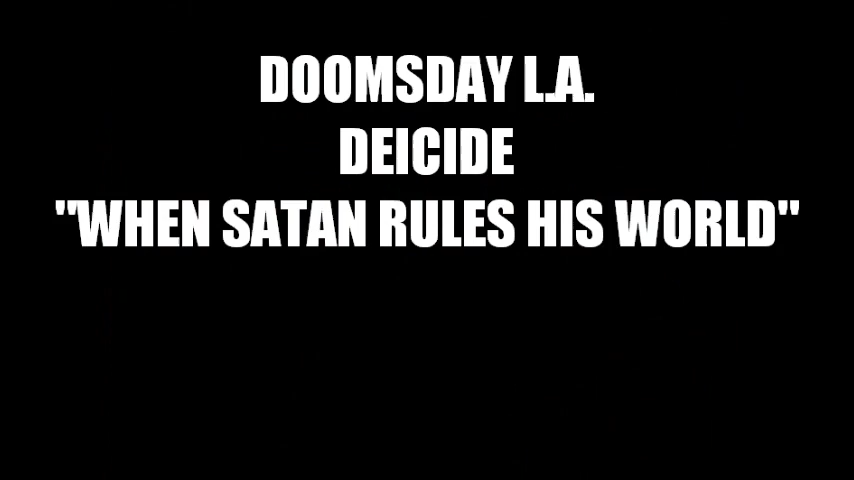 DOOMSDAY L.A.
DEICIDE
"WHEN SATAN RULES HIS WORLD"